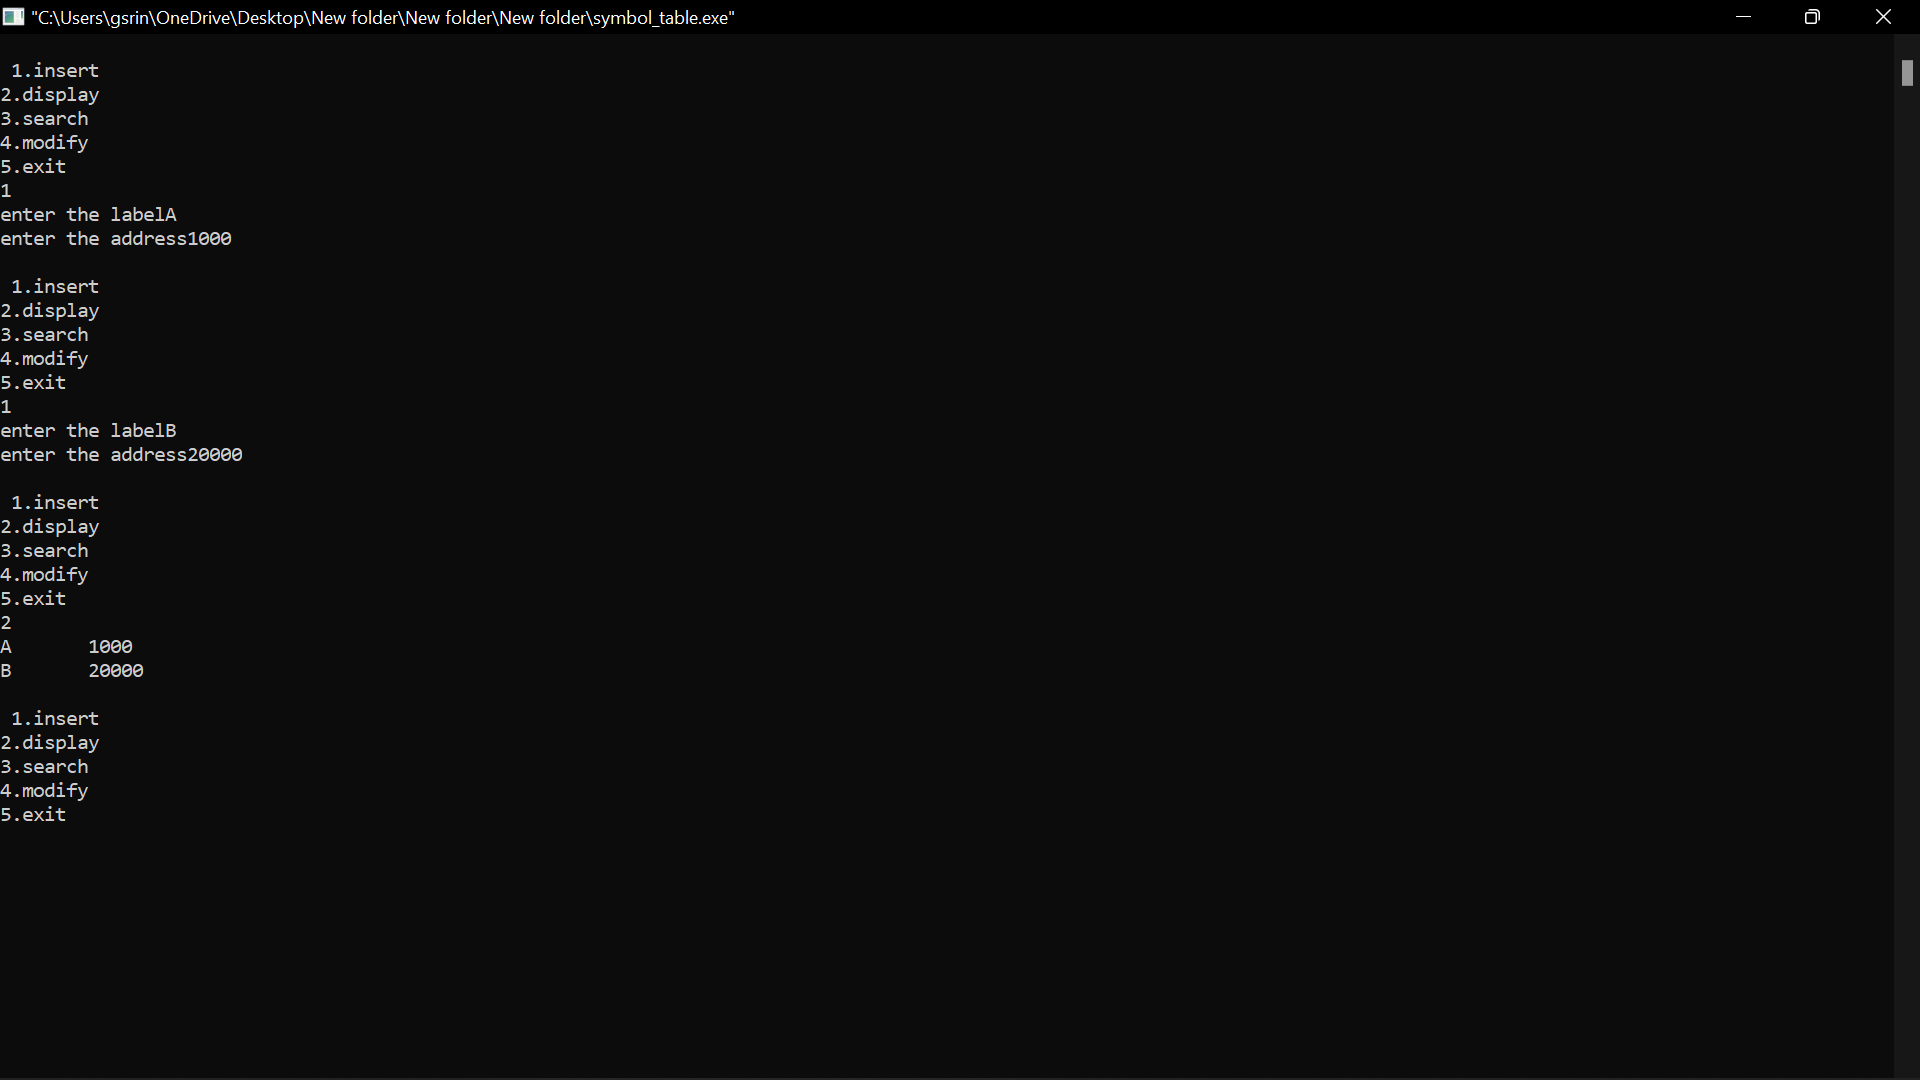 "C:\Users\gsrin\OneDrive\Desktop\New folder\New folder\New folder\symbol_table.exe"
1.insert
2.display
3.search
4.modify
5.exit
1
enter the labelA
enter the address1000
1.insert
2.display
3.search
4.modify
5.exit
1
enter the labelB
enter the address20000
1.insert
2.display
3.search
4.modify
5.exit
2
A 1000
B 20000
1.insert
2.display
3.search
4.modify
5.exit